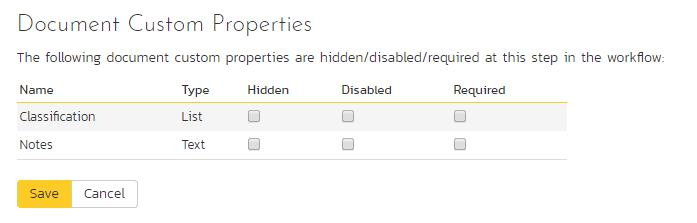 Document Custom Properties
The following document custom properties are hidden/disabled/required at this step in the workflow:
Name Type Hidden Disabled Required
Classification List
Notes Text
Save Cancel